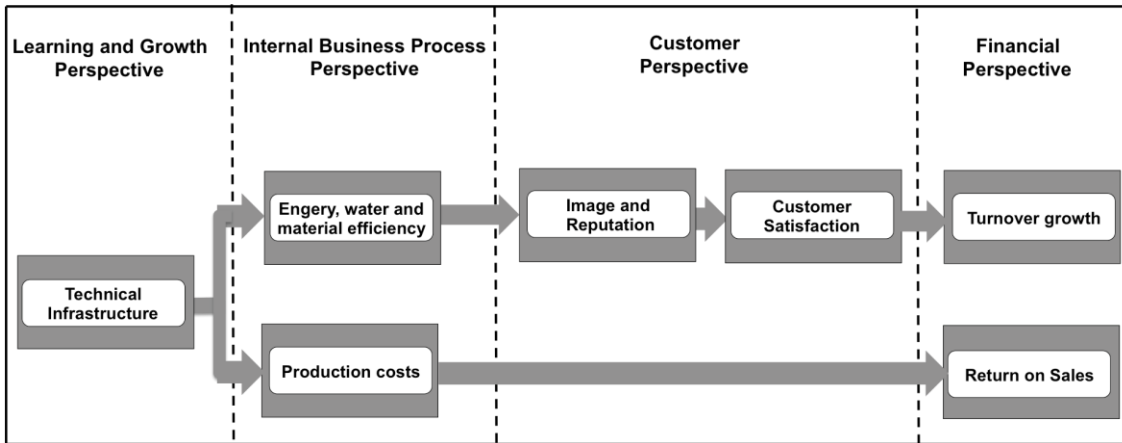 Learning and Growth
Perspective
Internal Business Process
Perspective
Customer
Perspective
Financial
Perspective
Engery, water and
material efficiency
Image and
Reputation
Customer
Satisfaction
Turnover growth
Technical
Infrastructure
Production costs
Return on Sales